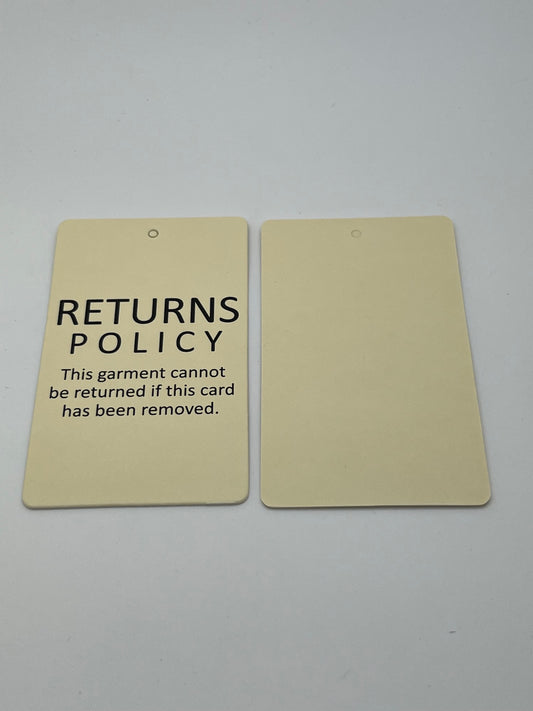 RETURNS
POLICY
This garment cannot
be returned if this card
has been removed.